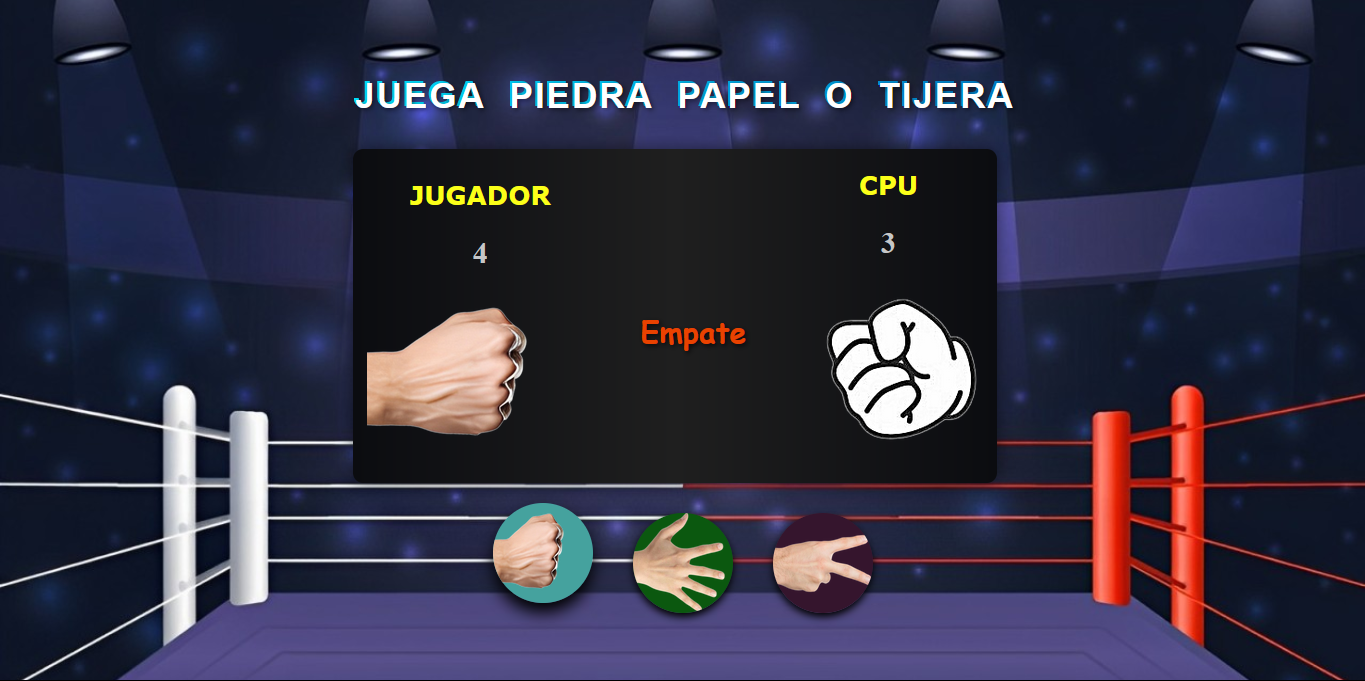 JUEGA PIEDRA PAPEL O TIJERA
JUGADOR
CPU
4
3
Empate